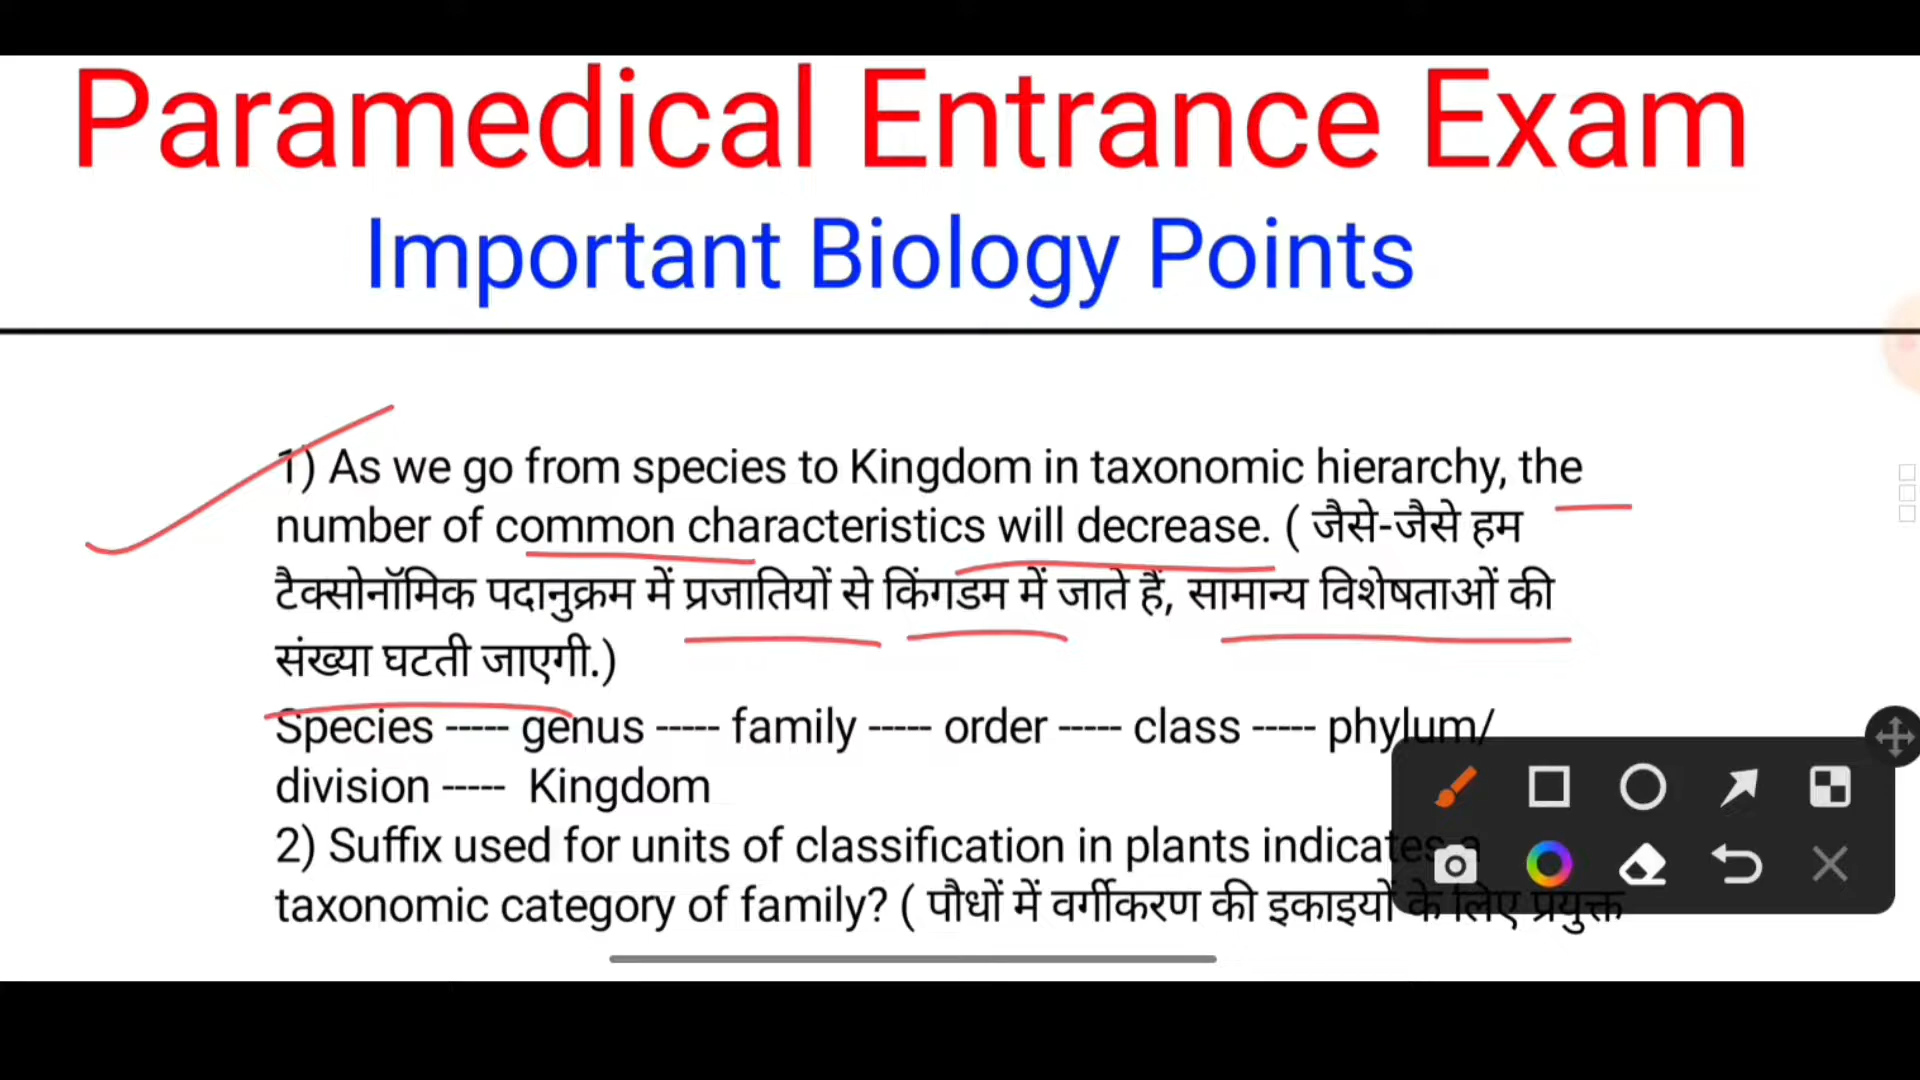 Paramedical Entrance Exam
Important Biology Points
1) As we go from species to Kingdom in taxonomic hierarchy, the
number of common characteristics will decrease. ( जैसे-जैसे हम
टैक्सोनॉमिक पदानुक्रम में प्रजातियों से किंगडम में जाते हैं, सामान्य विशेषताओं की
संख्या घटती जाएगी.)
Species ----- genus ----- family ----- order ----- class ----- phylum/
division ----- Kingdom
2) Suffix used for units of classification in plants indicates a
taxonomic category of family? ( पौधों में वर्गीकरण की इकाइयों के लिए प्रयुक्त